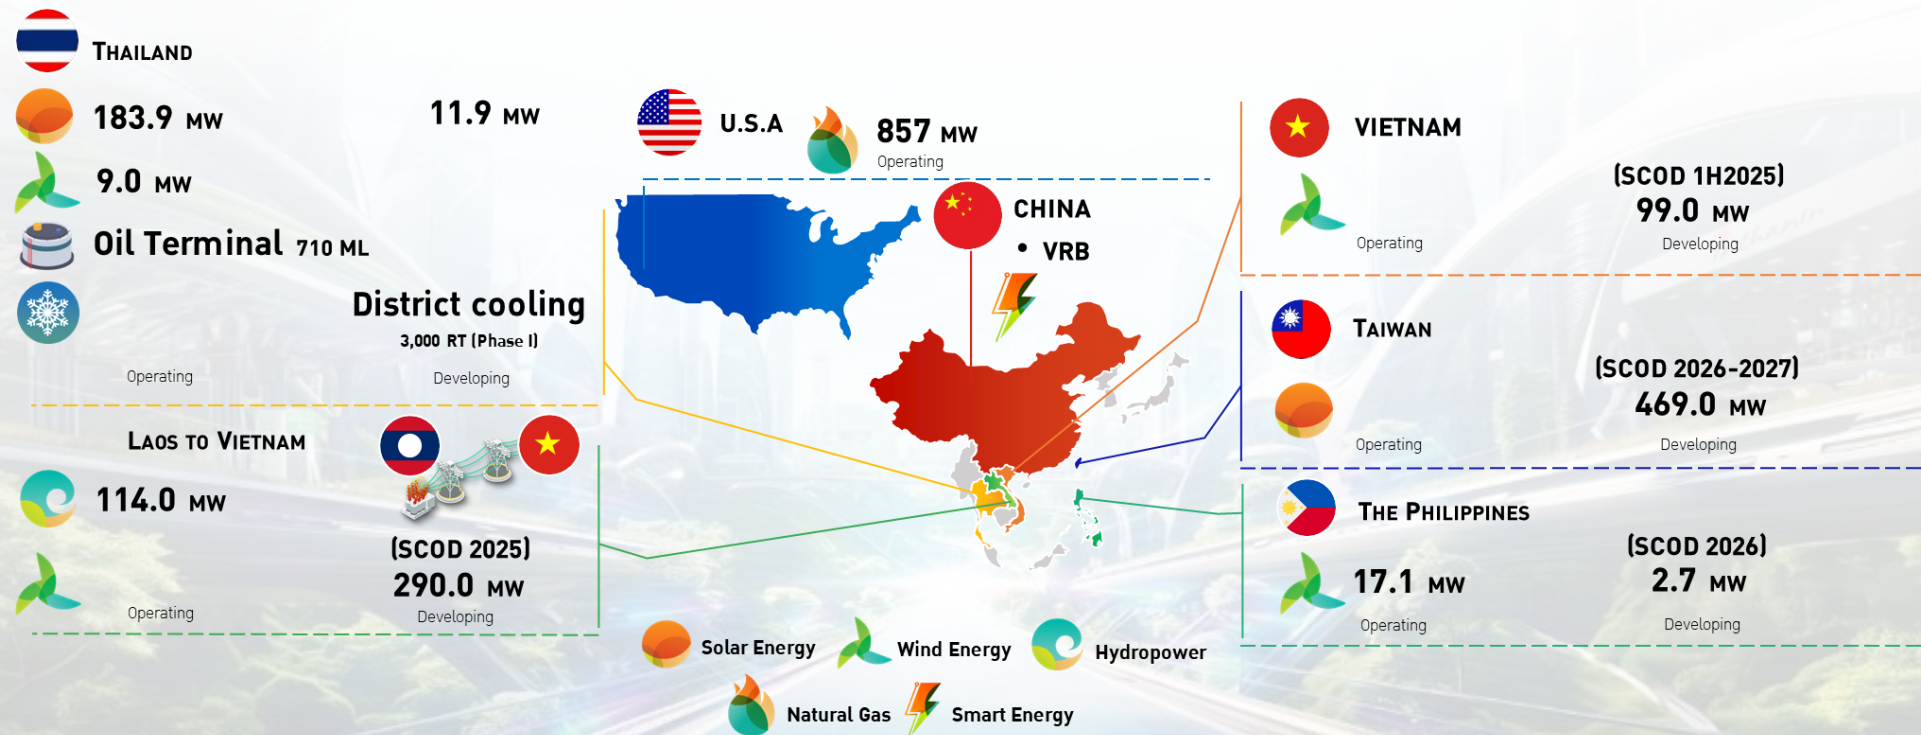 THAILAND
183.9 MW
11.9 MW
9.0 MW
Oil Terminal 710 ML
District cooling
3,000 RT (Phase I)
Operating
Developing
LAOS TO VIETNAM
114.0 MW
(SCOD 2025)
290.0 MW
Operating
Developing
U.S.A
857 MW
Operating
CHINA
• VRB
VIETNAM
(SCOD 1H2025)
99.0 MW
Operating
Developing
TAIWAN
(SCOD 2026-2027)
469.0 MW
Operating
Developing
THE PHILIPPINES
(SCOD 2026)
17.1 MW
2.7 MW
Operating
Developing
Solar Energy
Wind Energy
Hydropower
Natural Gas
Smart Energy